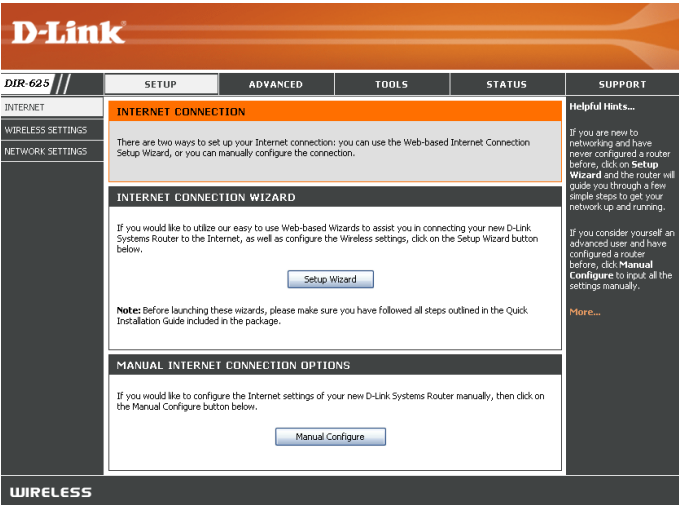 D-Link
DIR-625
SETUP
ADVANCED
TOOLS
STATUS
SUPPORT
INTERNET
WIRELESS SETTINGS
NETWORK SETTINGS
INTERNET CONNECTION
There are two ways to set up your Internet connection: you can use the Web-based Internet Connection
Setup Wizard, or you can manually configure the connection.
INTERNET CONNECTION WIZARD
If you would like to utilize our easy to use Web-based Wizards to assist you in connecting your new D-Link
Systems Router to the Internet, as well as configure the Wireless settings, click on the Setup Wizard button
below.
Setup Wizard
Note: Before launching these wizards, please make sure you have followed all steps outlined in the Quick
Installation Guide included in the package.
MANUAL INTERNET CONNECTION OPTIONS
If you would like to configure the Internet settings of your new D-Link Systems Router manually, then click on
the Manual Configure button below.
Manual Configure
Helpful Hints...
If you are new to
networking and have
never configured a router
before, click on Setup
Wizard and the router will
guide you through a few
simple steps to get your
network up and running.
If you consider yourself an
advanced user and have
configured a router
before, click Manual
Configure to input all the
settings manually.
More...
WIRELESS